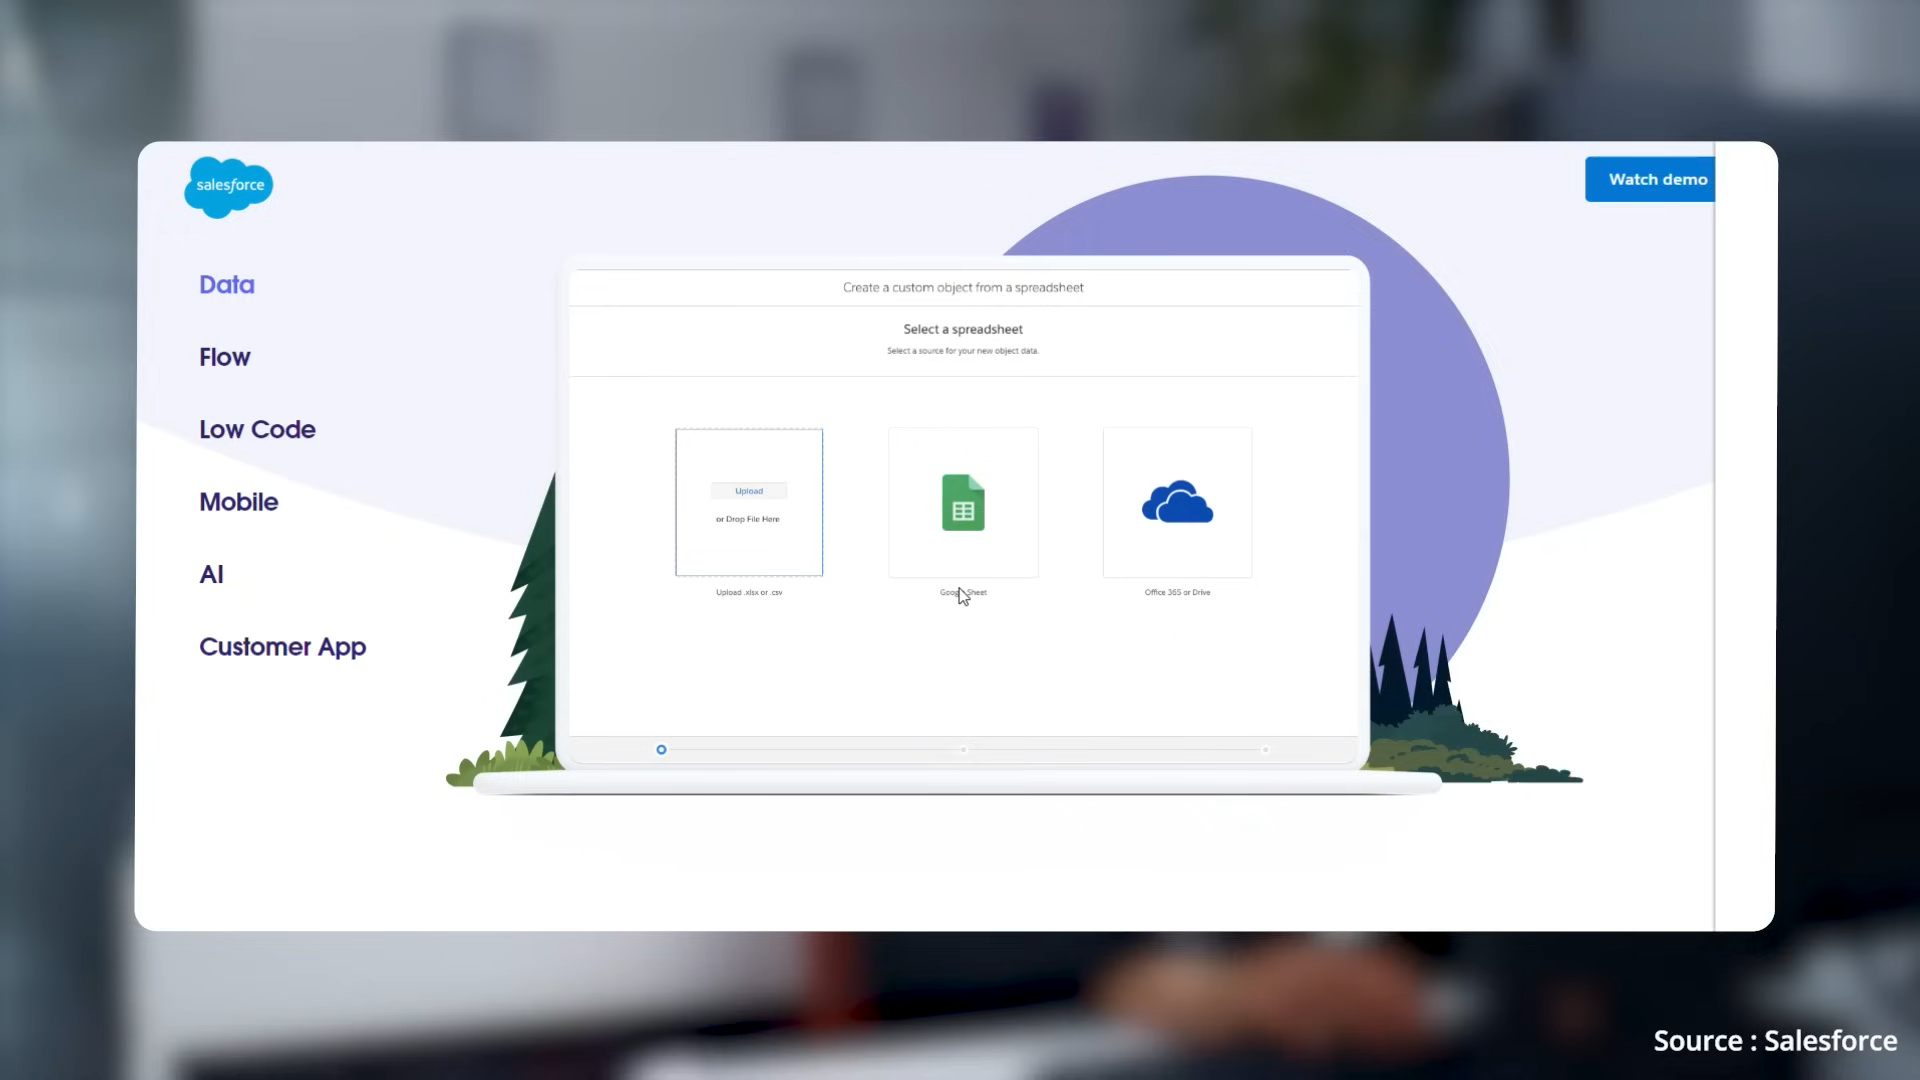 salesforce
Watch demo
Data
Flow
Low Code
Mobile
AI
Customer App
Create a custom object from a spreadsheet
Select a spreadsheet
Select a source for your new object data.
Upload
or Drop File Here
Upload .xlsx or .csv
Sheet
Office 365 or Drive
Source : Salesforce